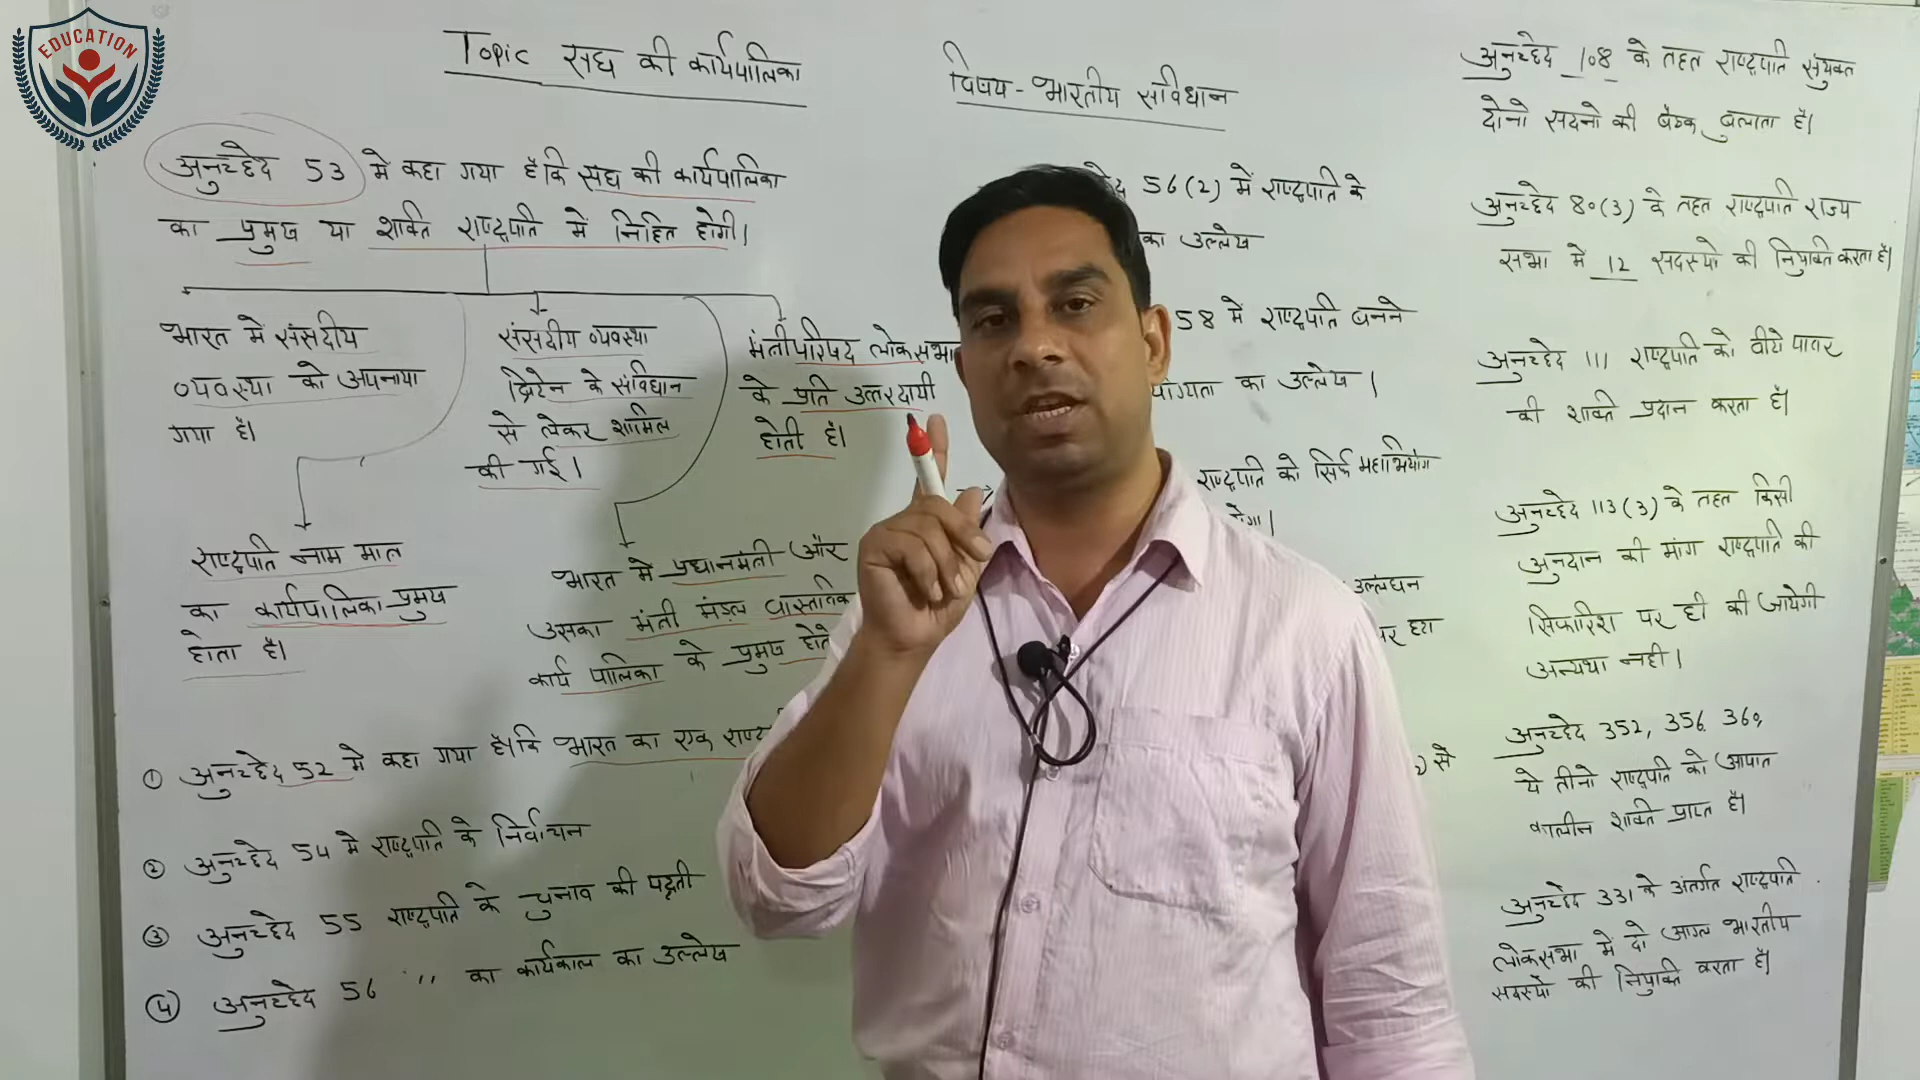 EDUCATION
Topic संघ की कार्यपालिका
विषय - भारतीय संविधान
अनुच्छेद 53 मे कहा गया है कि संघ की कार्यपालिका
का प्रमुख या शक्ति राष्ट्रपति में निहित होगी।
भारत मे संसदीय
व्यवस्था को अपनाया
गया है।
संसदीय व्यवस्था
ब्रिटेन के संविधान
से लेकर शामिल
की गई।
मंत्रीपरिषद लोकसभा
के प्रति उत्तरदायी
होती है।
राष्ट्रपति नाम मात्र
का कार्यपालिका प्रमुख
होता है।
भारत मे प्रधानमंत्री और
उसका मंत्री मंडल वास्तविक
कार्य पालिका के प्रमुख होते
① अनुच्छेद 52 मे कहा गया है। कि भारत का एक
② अनुच्छेद 54 मे राष्ट्रपति के निर्वाचन
③ अनुच्छेद 55 राष्ट्रपति के चुनाव की पद्धती
④ अनुच्छेद 56 " का कार्यकाल का उल्लेख
56(2) में राष्ट्रपति के
का उल्लेख
58 मे राष्ट्रपति बनने
योग्यता का उल्लेख।
राष्ट्रपति को सिर्फ महाभियोग
उल्लंघन
पर हटा
से
अनुच्छेद 108 के तहत राष्ट्रपति संयुक्त
दोनो सदनो की बैठक बुलाता है।
अनुच्छेद 80(3) के तहत राष्ट्रपति राज्य
सभा मे 12 सदस्यो की नियुक्ति करता है।
अनुच्छेद 111 राष्ट्रपति को वीटो पावर
की शक्ति प्रदान करता है।
अनुच्छेद 113(3) के तहत किसी
अनुदान की मांग राष्ट्रपति की
सिफारिश पर ही की जायेगी
अन्यथा नही।
अनुच्छेद 352, 356, 360,
ये तीनो राष्ट्रपति को आपात
कालीन शक्ति प्राप्त है।
अनुच्छेद 331 के अंतर्गत राष्ट्रपति
लोकसभा में दो आंग्ल भारतीय
सदस्यों की नियुक्ति करता है।